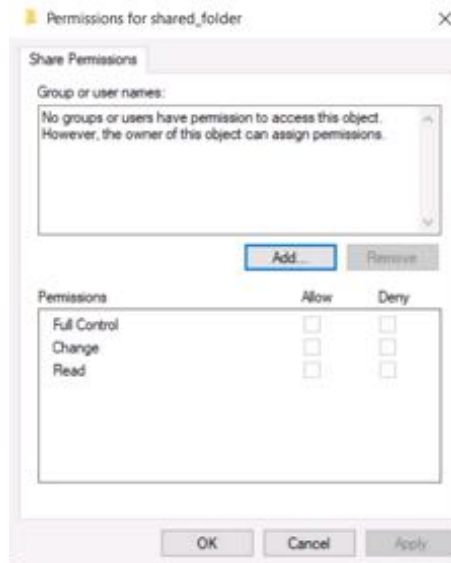 Permissions for shared_folder
Share Permissions
Group or user names:
No groups or users have permission to access this object.
However, the owner of this object can assign permissions.
Add...
Remove
Permissions
Allow
Deny
Full Control
Change
Read
OK
Cancel
Apply